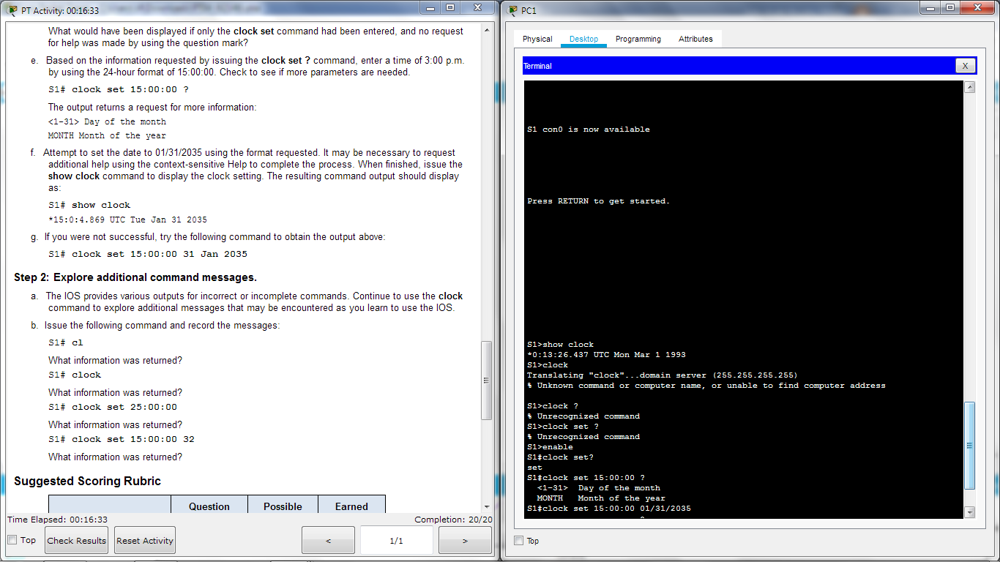 PT Activity: 00:16:33
What would have been displayed if only the clock set command had been entered, and no request
for help was made by using the question mark?
e. Based on the information requested by issuing the clock set ? command, enter a time of 3:00 p.m.
by using the 24-hour format of 15:00:00. Check to see if more parameters are needed.
S1# clock set 15:00:00 ?
The output returns a request for more information:
<1-31> Day of the month
MONTH Month of the year
f. Attempt to set the date to 01/31/2035 using the format requested. It may be necessary to request
additional help using the context-sensitive Help to complete the process. When finished, issue the
show clock command to display the clock setting. The resulting command output should display
as:
S1# show clock
*15:0:4.869 UTC Tue Jan 31 2035
g. If you were not successful, try the following command to obtain the output above:
S1# clock set 15:00:00 31 Jan 2035
Step 2: Explore additional command messages.
a. The IOS provides various outputs for incorrect or incomplete commands. Continue to use the clock
command to explore additional messages that may be encountered as you learn to use the IOS.
b. Issue the following command and record the messages:
S1# cl
What information was returned?
S1# clock
What information was returned?
S1# clock set 25:00:00
What information was returned?
S1# clock set 15:00:00 32
What information was returned?
Suggested Scoring Rubric
Question Possible Earned
Time Elapsed: 00:16:33 Completion: 20/20
Top Check Results Reset Activity < 1/1 >
PC1
Physical Desktop Programming Attributes
Terminal X
S1 con0 is now available
Press RETURN to get started.
S1>show clock
*0:13:26.437 UTC Mon Mar 1 1993
S1>clock
Translating "clock"...domain server (255.255.255.255)
% Unknown command or computer name, or unable to find computer address
S1>clock ?
% Unrecognized command
S1>clock set ?
% Unrecognized command
S1>enable
S1#clock set?
set
S1#clock set 15:00:00 ?
<1-31> Day of the month
MONTH Month of the year
S1#clock set 15:00:00 01/31/2035
Top